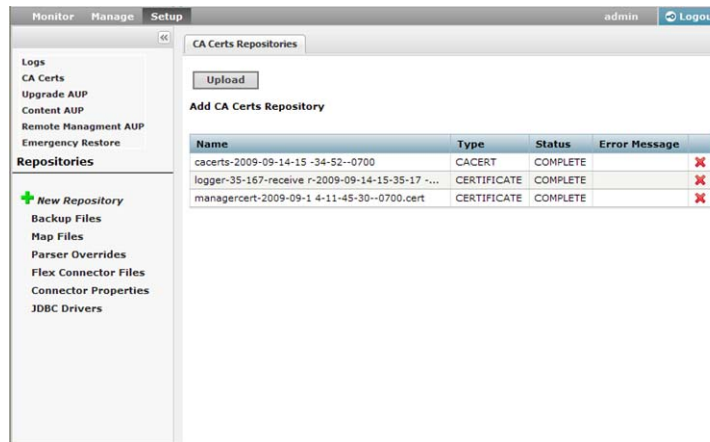 Monitor Manage Setup admin Logou
CA Certs Repositories
Logs
CA Certs
Upgrade AUP
Content AUP
Remote Managment AUP
Emergency Restore
Repositories
New Repository
Backup Files
Map Files
Parser Overrides
Flex Connector Files
Connector Properties
JDBC Drivers
Upload
Add CA Certs Repository
Name Type Status Error Message
cacerts-2009-09-14-15 -34-52--0700 CACERT COMPLETE
logger-35-167-receive r-2009-09-14-15-35-17 -... CERTIFICATE COMPLETE
managercert-2009-09-1 4-11-45-30--0700.cert CERTIFICATE COMPLETE